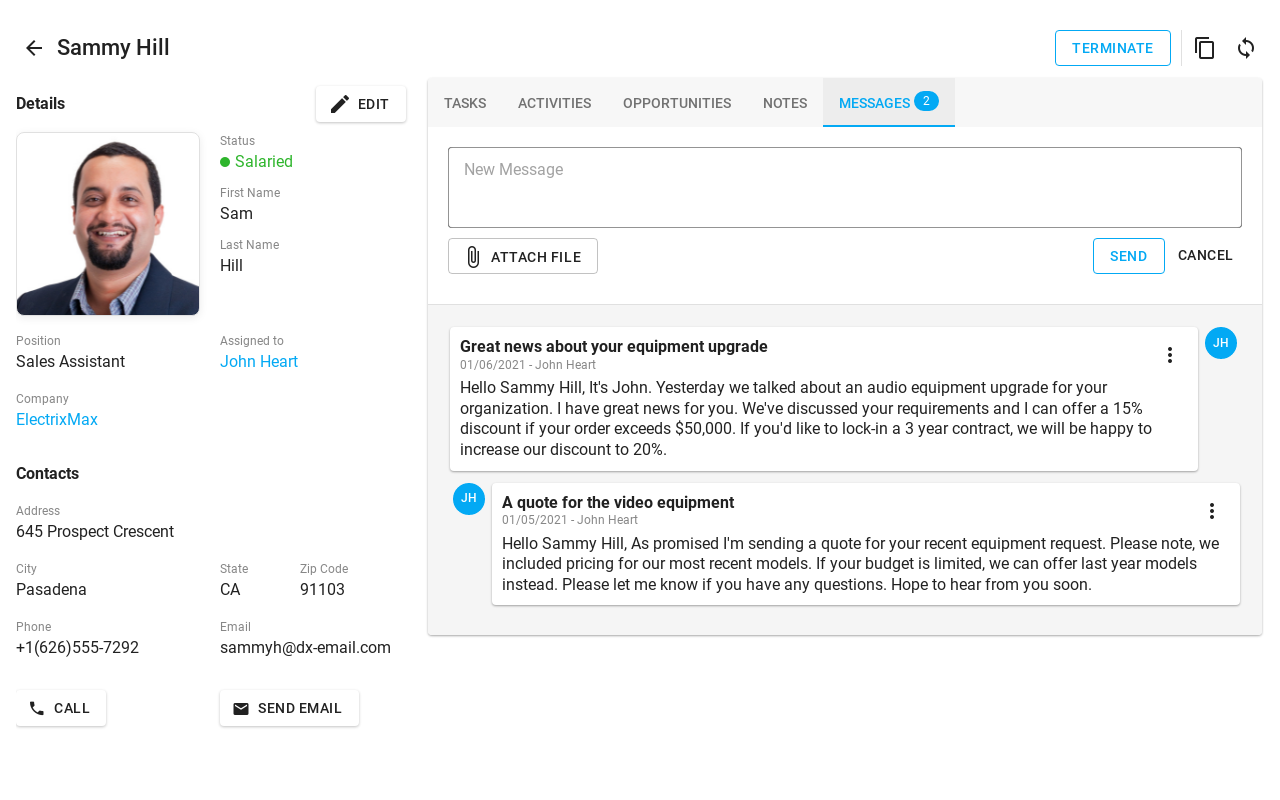 Sammy Hill
TERMINATE
Details
EDIT
Status
Salaried
First Name
Sam
Last Name
Hill
Position
Sales Assistant
Assigned to
John Heart
Company
ElectrixMax
Contacts
Address
645 Prospect Crescent
City
Pasadena
State
CA
Zip Code
91103
Phone
+1(626)555-7292
Email
sammyh@dx-email.com
CALL
SEND EMAIL
TASKS
ACTIVITIES
OPPORTUNITIES
NOTES
MESSAGES 2
New Message
ATTACH FILE
SEND
CANCEL
Great news about your equipment upgrade
01/06/2021 - John Heart
Hello Sammy Hill, It's John. Yesterday we talked about an audio equipment upgrade for your
organization. I have great news for you. We've discussed your requirements and I can offer a 15%
discount if your order exceeds $50,000. If you'd like to lock-in a 3 year contract, we will be happy to
increase our discount to 20%.
JH
JH
A quote for the video equipment
01/05/2021 - John Heart
Hello Sammy Hill, As promised I'm sending a quote for your recent equipment request. Please note, we
included pricing for our most recent models. If your budget is limited, we can offer last year models
instead. Please let me know if you have any questions. Hope to hear from you soon.